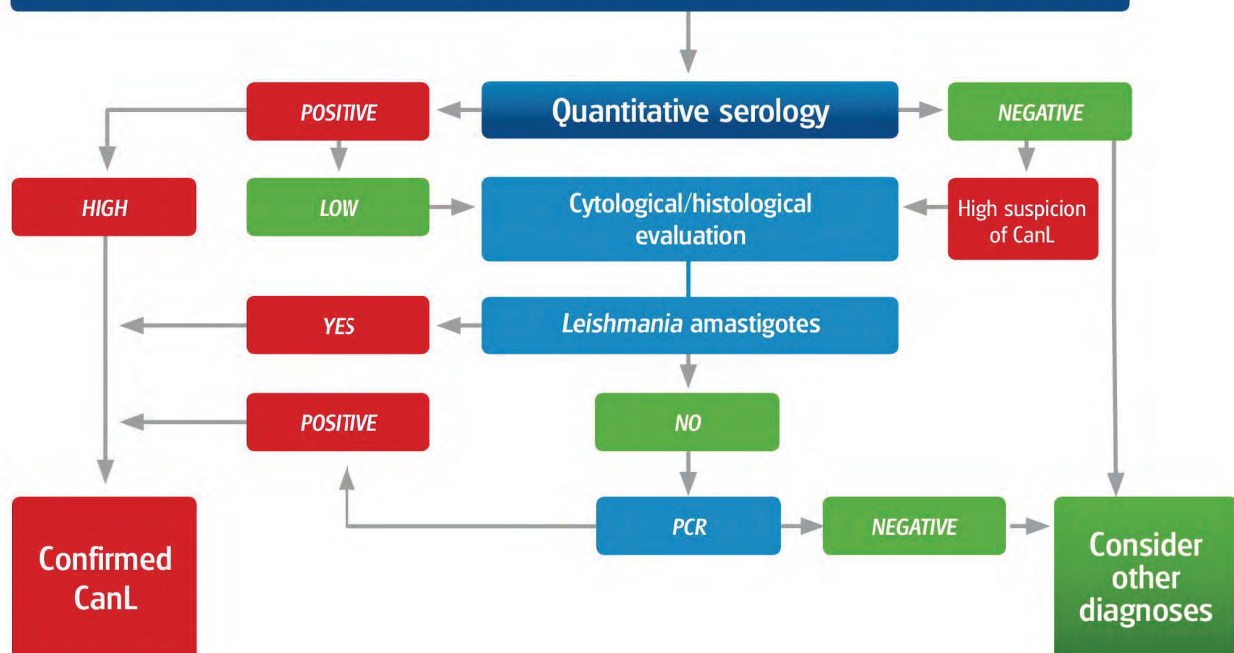 POSITIVE
Quantitative serology
NEGATIVE
HIGH
LOW
Cytological/histological
evaluation
High suspicion
of CanL
YES
Leishmania amastigotes
POSITIVE
NO
PCR
NEGATIVE
Confirmed
CanL
Consider
other
diagnoses